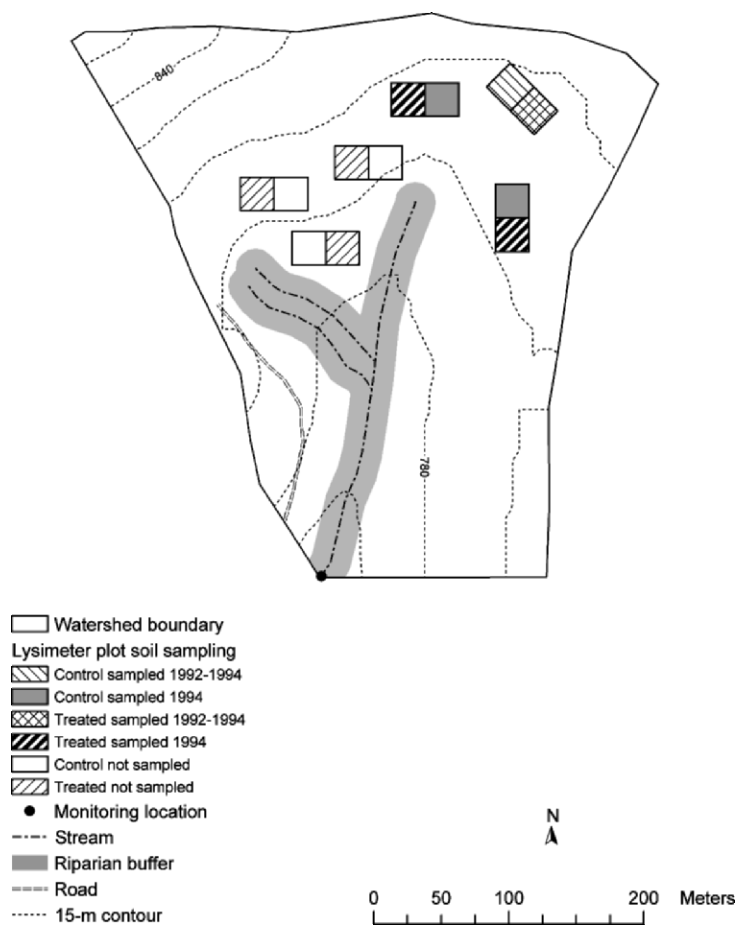 840
780
Watershed boundary
Lysimeter plot soil sampling
Control sampled 1992-1994
Control sampled 1994
Treated sampled 1992-1994
Treated sampled 1994
Control not sampled
Treated not sampled
Monitoring location
Stream
Riparian buffer
Road
15-m contour
N
0 50 100 200 Meters